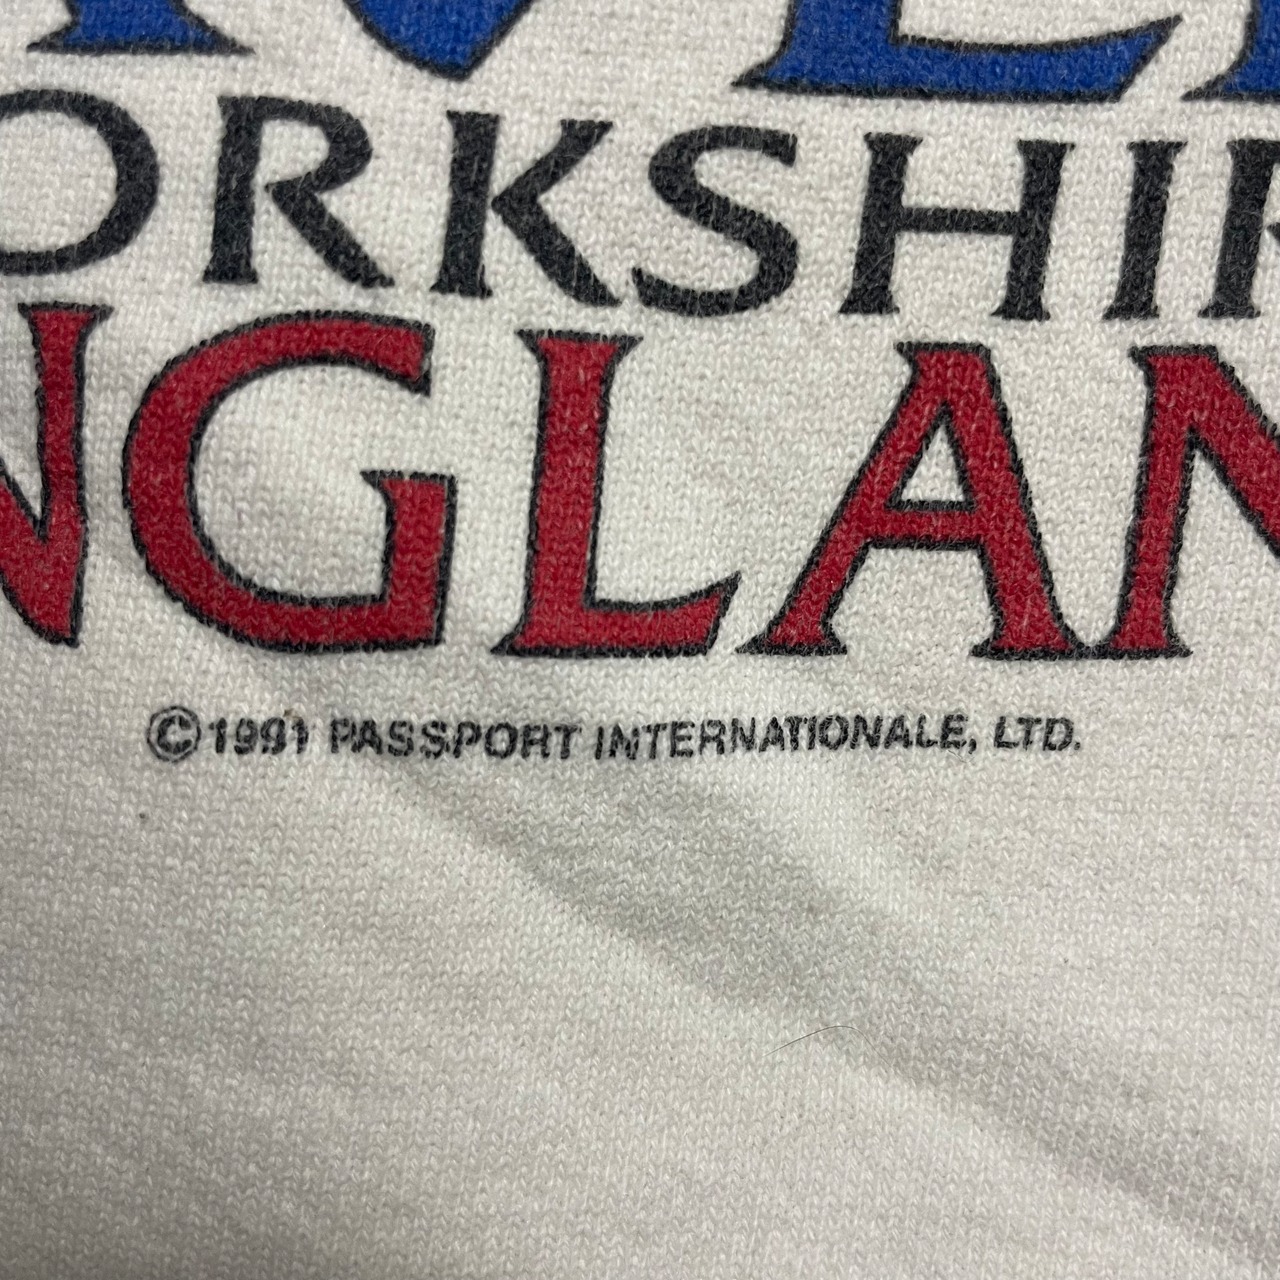 ORKSHIR
NGLAN
©1991 PASSPORT INTERNATIONALE, LTD.